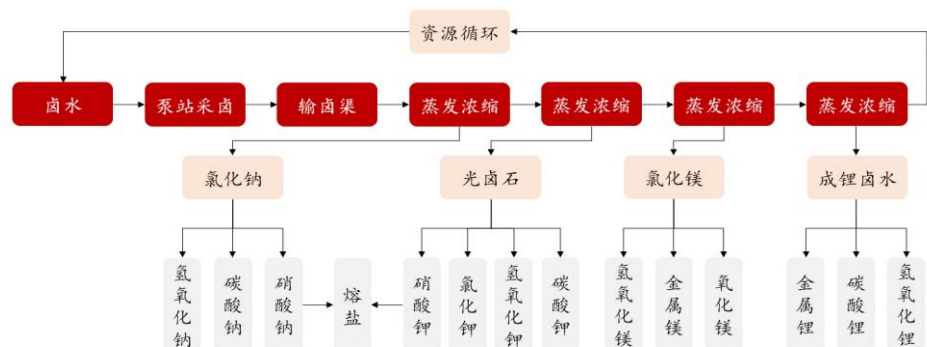 资源循环
卤水
泵站采卤
输卤渠
蒸发浓缩
蒸发浓缩
蒸发浓缩
蒸发浓缩
氯化钠
光卤石
氯化镁
成锂卤水
氢氧化钠
碳酸钠
硝酸钠
熔盐
硝酸钾
氯化钾
氢氧化钾
碳酸钾
氢氧化镁
金属镁
氧化镁
金属锂
碳酸锂
氢氧化锂